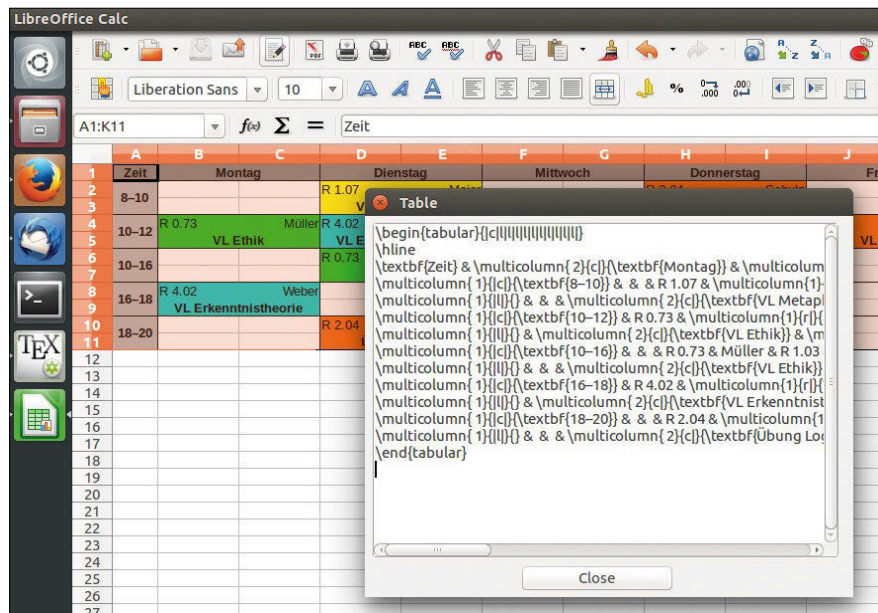 LibreOffice Calc
Liberation Sans 10
A1:K11 f(x) Σ = Zeit
A B C D E F G H I J
1 Zeit Montag Dienstag Mittwoch Donnerstag Fr
2 8–10 R 1.07
3 V
4 10–12 R 0.73 Müller R 4.02
5 VL Ethik VL E VL
6 10–16 R 0.73
7
8 16–18 R 4.02 Weber
9 VL Erkenntnistheorie
10 18–20 R 2.04
11
12
13
14
15
16
17
18
19
20
21
22
23
24
25
26
27
Table
\begin{tabular}{|c|l|l|l|l|l|l|l|l|l|l|l|l|}
\hline
\textbf{Zeit} & \multicolumn{ 2}{c|}{\textbf{Montag}} & \multicolum
\multicolumn{ 1}{|c|}{\textbf{8–10}} & & & R 1.07 & \multicolumn{1}
\multicolumn{ 1}{|l|}{} & & & \multicolumn{ 2}{c|}{\textbf{VL Metapl
\multicolumn{ 1}{|c|}{\textbf{10–12}} & R 0.73 & \multicolumn{1}{r|}{
\multicolumn{ 1}{|l|}{} & \multicolumn{ 2}{c|}{\textbf{VL Ethik}} & \m
\multicolumn{ 1}{|c|}{\textbf{10–16}} & & & R 0.73 & Müller & R 1.03
\multicolumn{ 1}{|l|}{} & & & \multicolumn{ 2}{c|}{\textbf{VL Ethik}}
\multicolumn{ 1}{|c|}{\textbf{16–18}} & R 4.02 & \multicolumn{1}{r|}{
\multicolumn{ 1}{|l|}{} & \multicolumn{ 2}{c|}{\textbf{VL Erkenntnist
\multicolumn{ 1}{|c|}{\textbf{18–20}} & & & R 2.04 & \multicolumn{1
\multicolumn{ 1}{|l|}{} & & & \multicolumn{ 2}{c|}{\textbf{Übung Log
\end{tabular}
Close